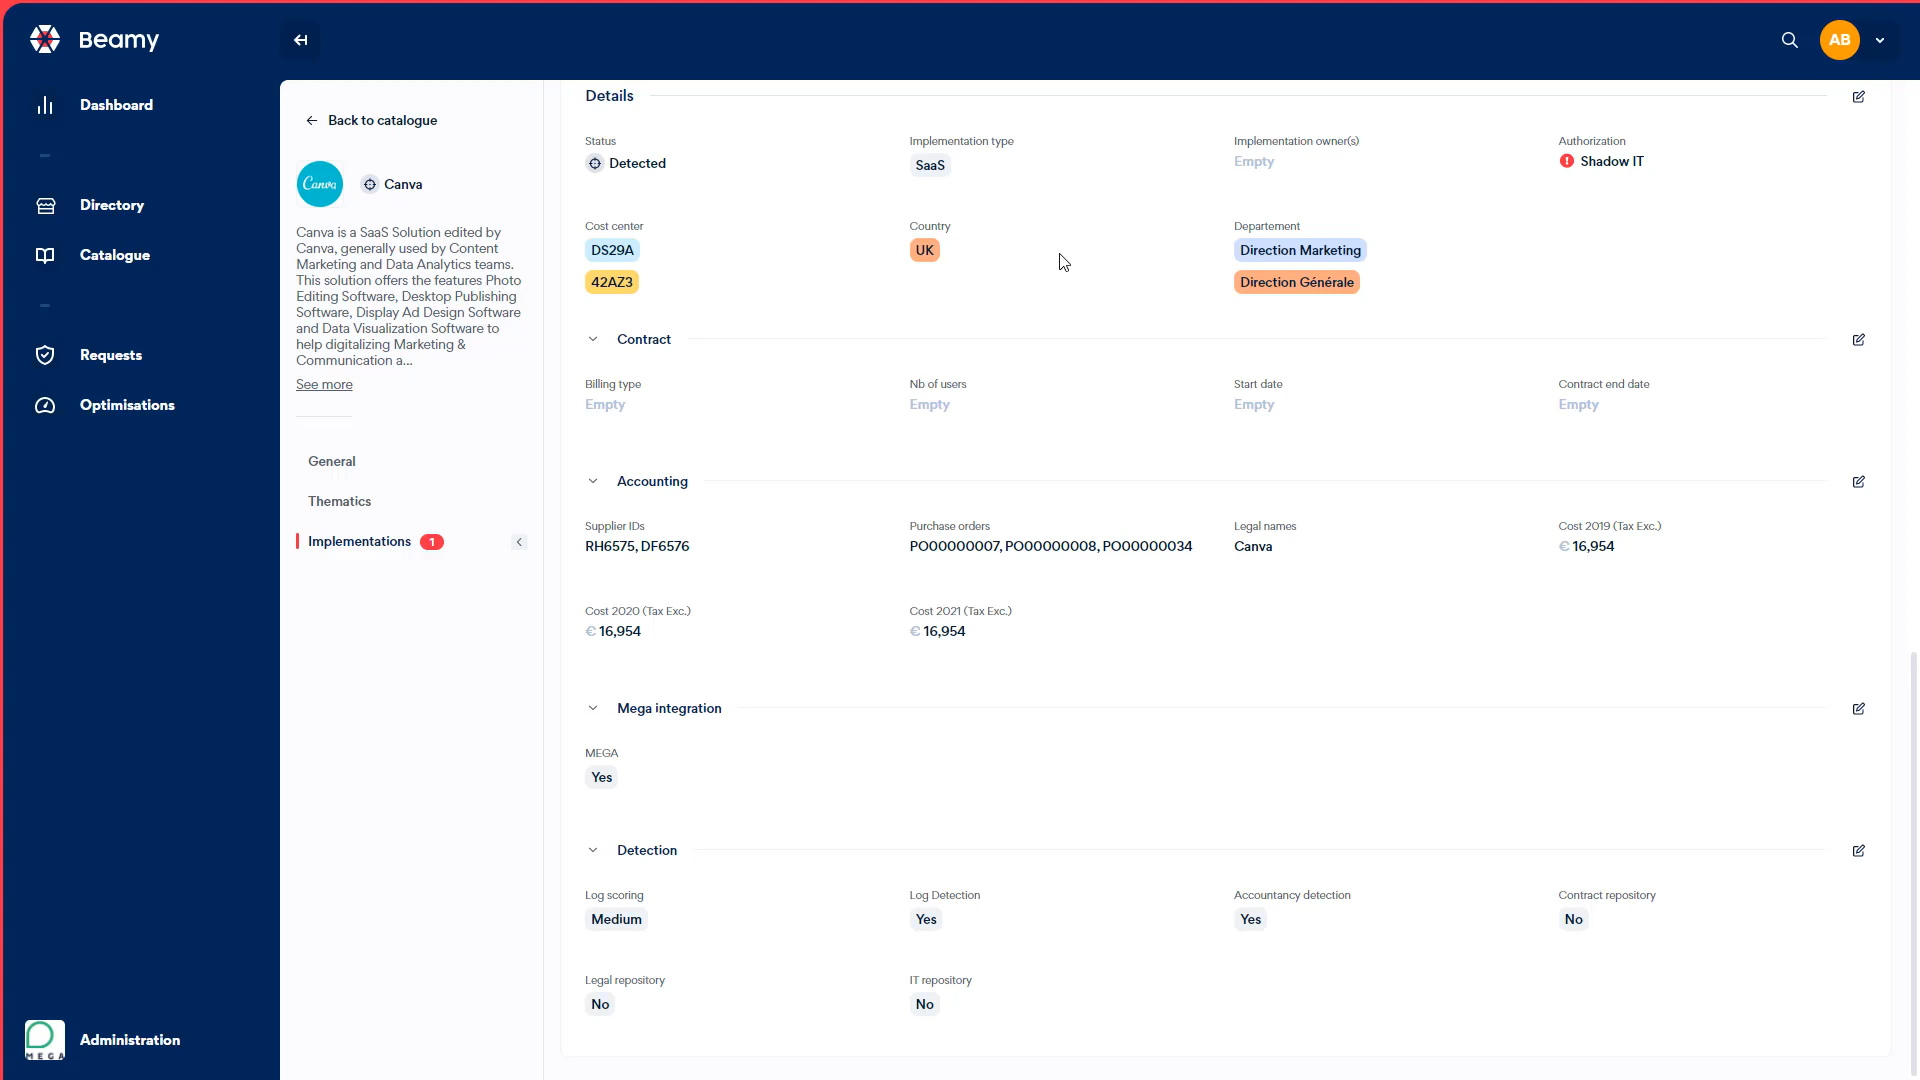 Beamy
AB
Dashboard
Directory
Catalogue
Requests
Optimisations
MEGA
Administration
Back to catalogue
Canva
Canva
Canva is a SaaS Solution edited by
Canva, generally used by Content
Marketing and Data Analytics teams.
This solution offers the features Photo
Editing Software, Desktop Publishing
Software, Display Ad Design Software
and Data Visualization Software to
help digitalizing Marketing &
Communication a...
See more
General
Thematics
Implementations 1
Details
Status
Detected
Implementation type
SaaS
Implementation owner(s)
Empty
Authorization
Shadow IT
Cost center
DS29A
42AZ3
Country
UK
Departement
Direction Marketing
Direction Générale
Contract
Billing type
Empty
Nb of users
Empty
Start date
Empty
Contract end date
Empty
Accounting
Supplier IDs
RH6575, DF6576
Purchase orders
PO00000007, PO00000008, PO00000034
Legal names
Canva
Cost 2019 (Tax Exc.)
€ 16,954
Cost 2020 (Tax Exc.)
€ 16,954
Cost 2021 (Tax Exc.)
€ 16,954
Mega integration
MEGA
Yes
Detection
Log scoring
Medium
Log Detection
Yes
Accountancy detection
Yes
Contract repository
No
Legal repository
No
IT repository
No